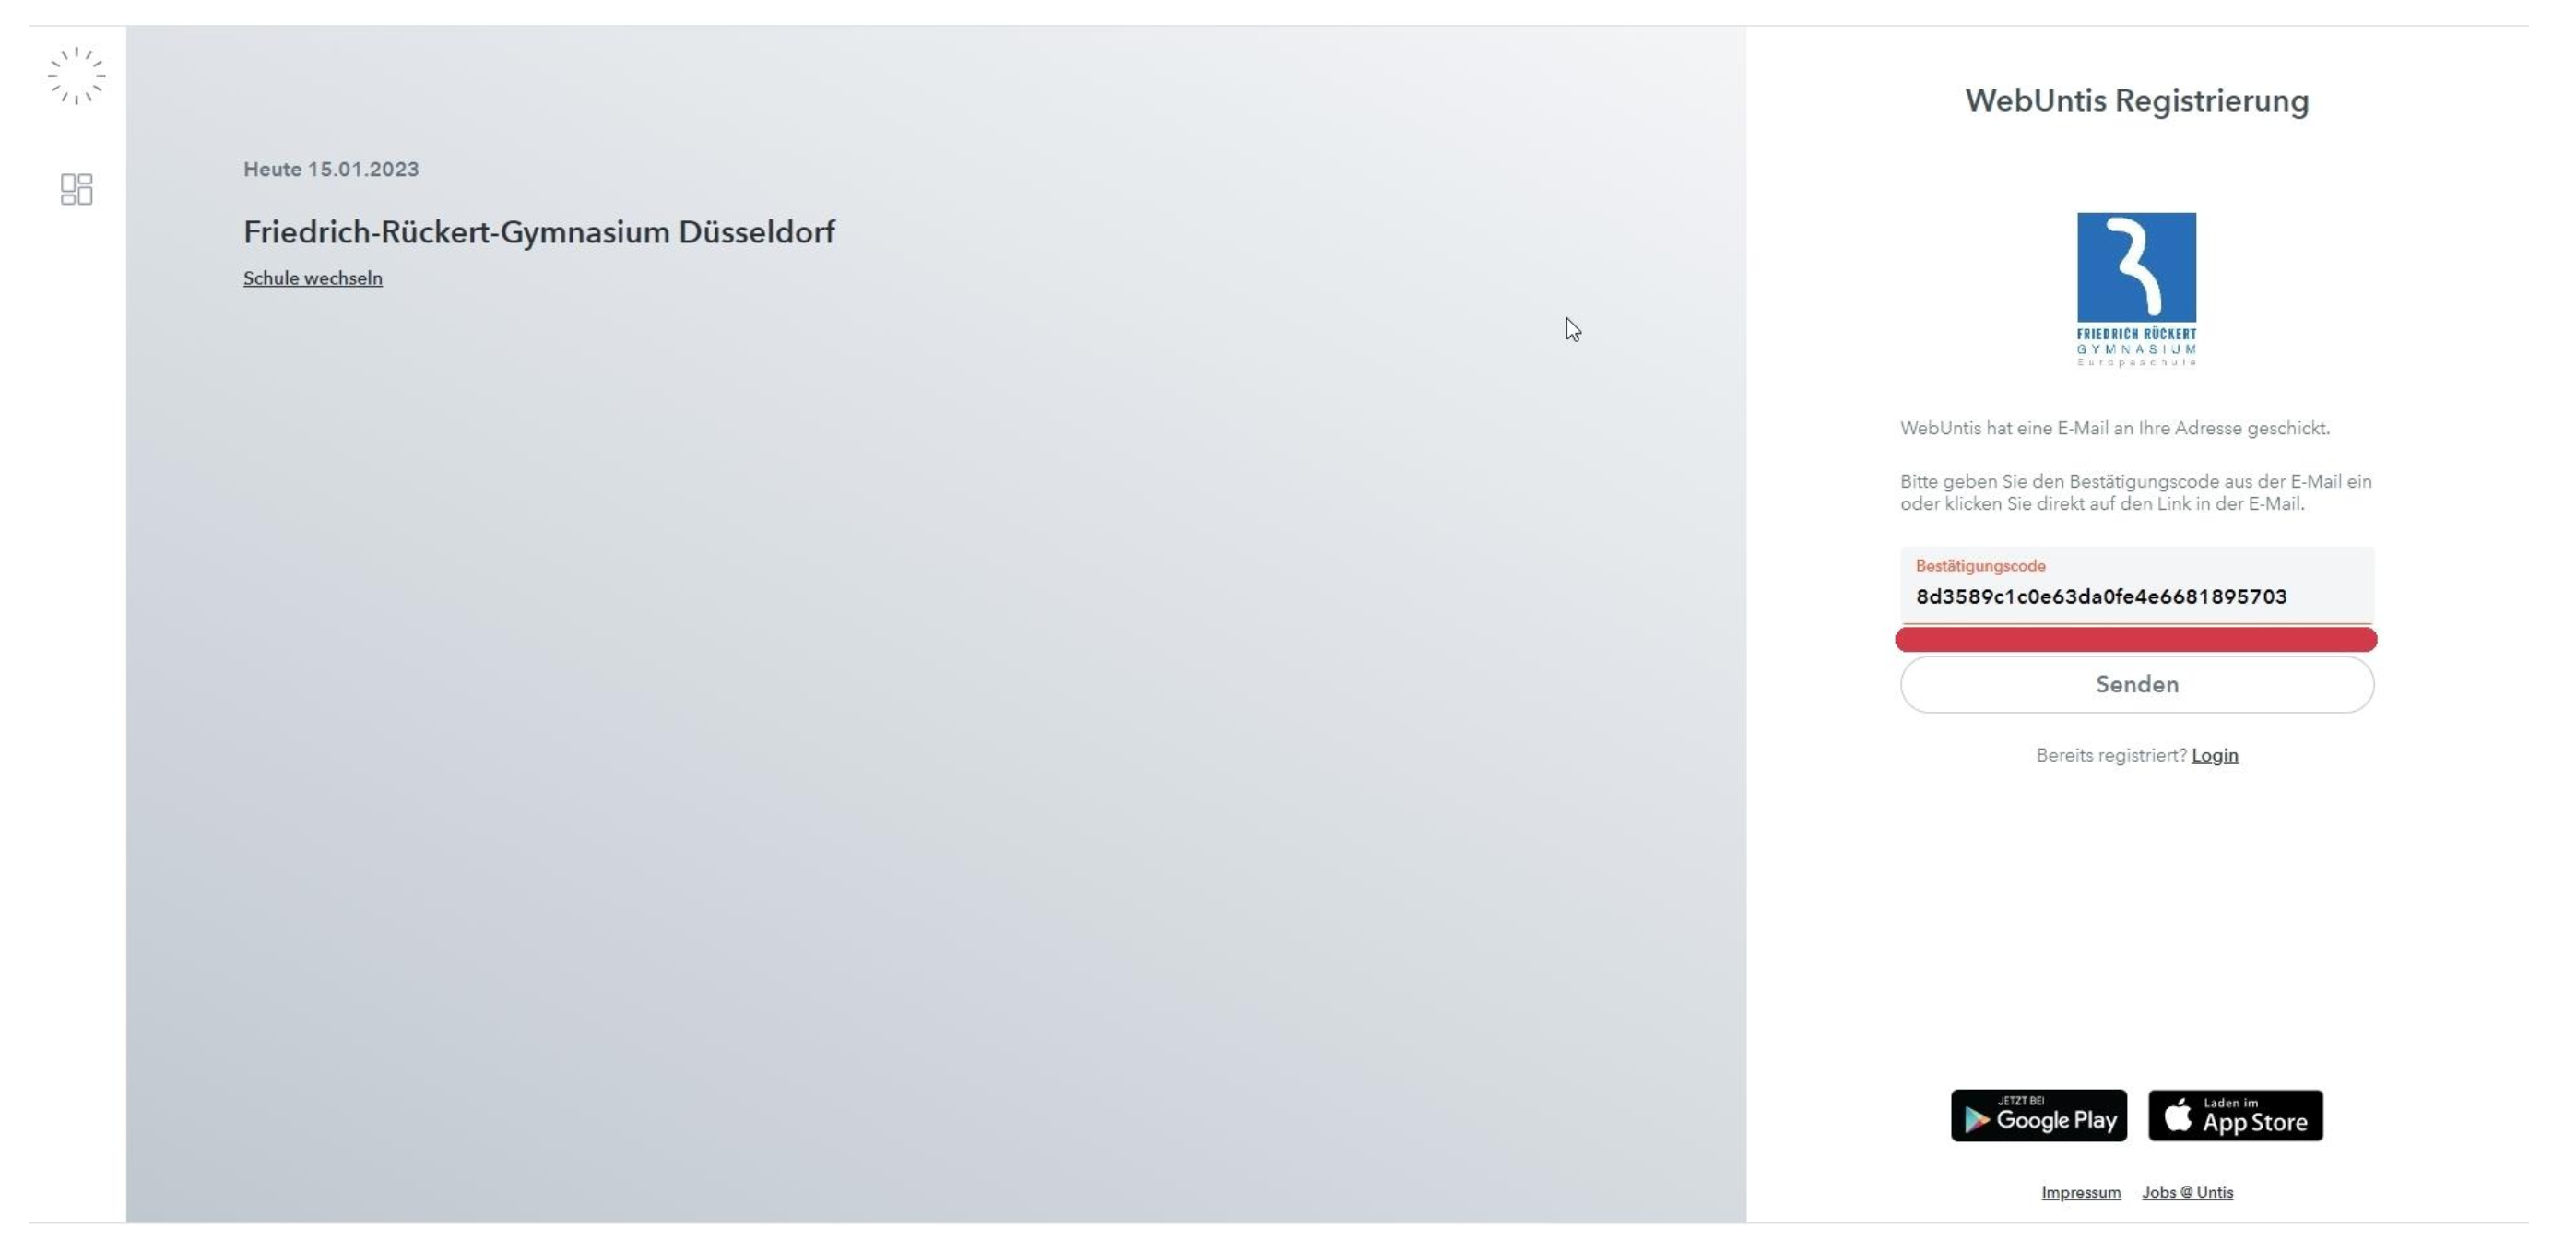 Heute 15.01.2023
Friedrich-Rückert-Gymnasium Düsseldorf
Schule wechseln
WebUntis Registrierung
FRIEDRICH RÜCKERT
GYMNASIUM
Europaschule
WebUntis hat eine E-Mail an Ihre Adresse geschickt.
Bitte geben Sie den Bestätigungscode aus der E-Mail ein
oder klicken Sie direkt auf den Link in der E-Mail.
Bestätigungscode
8d3589c1c0e63da0fe4e6681895703
Senden
Bereits registriert? Login
JETZT BEI
Google Play
Laden im
App Store
Impressum Jobs @ Untis